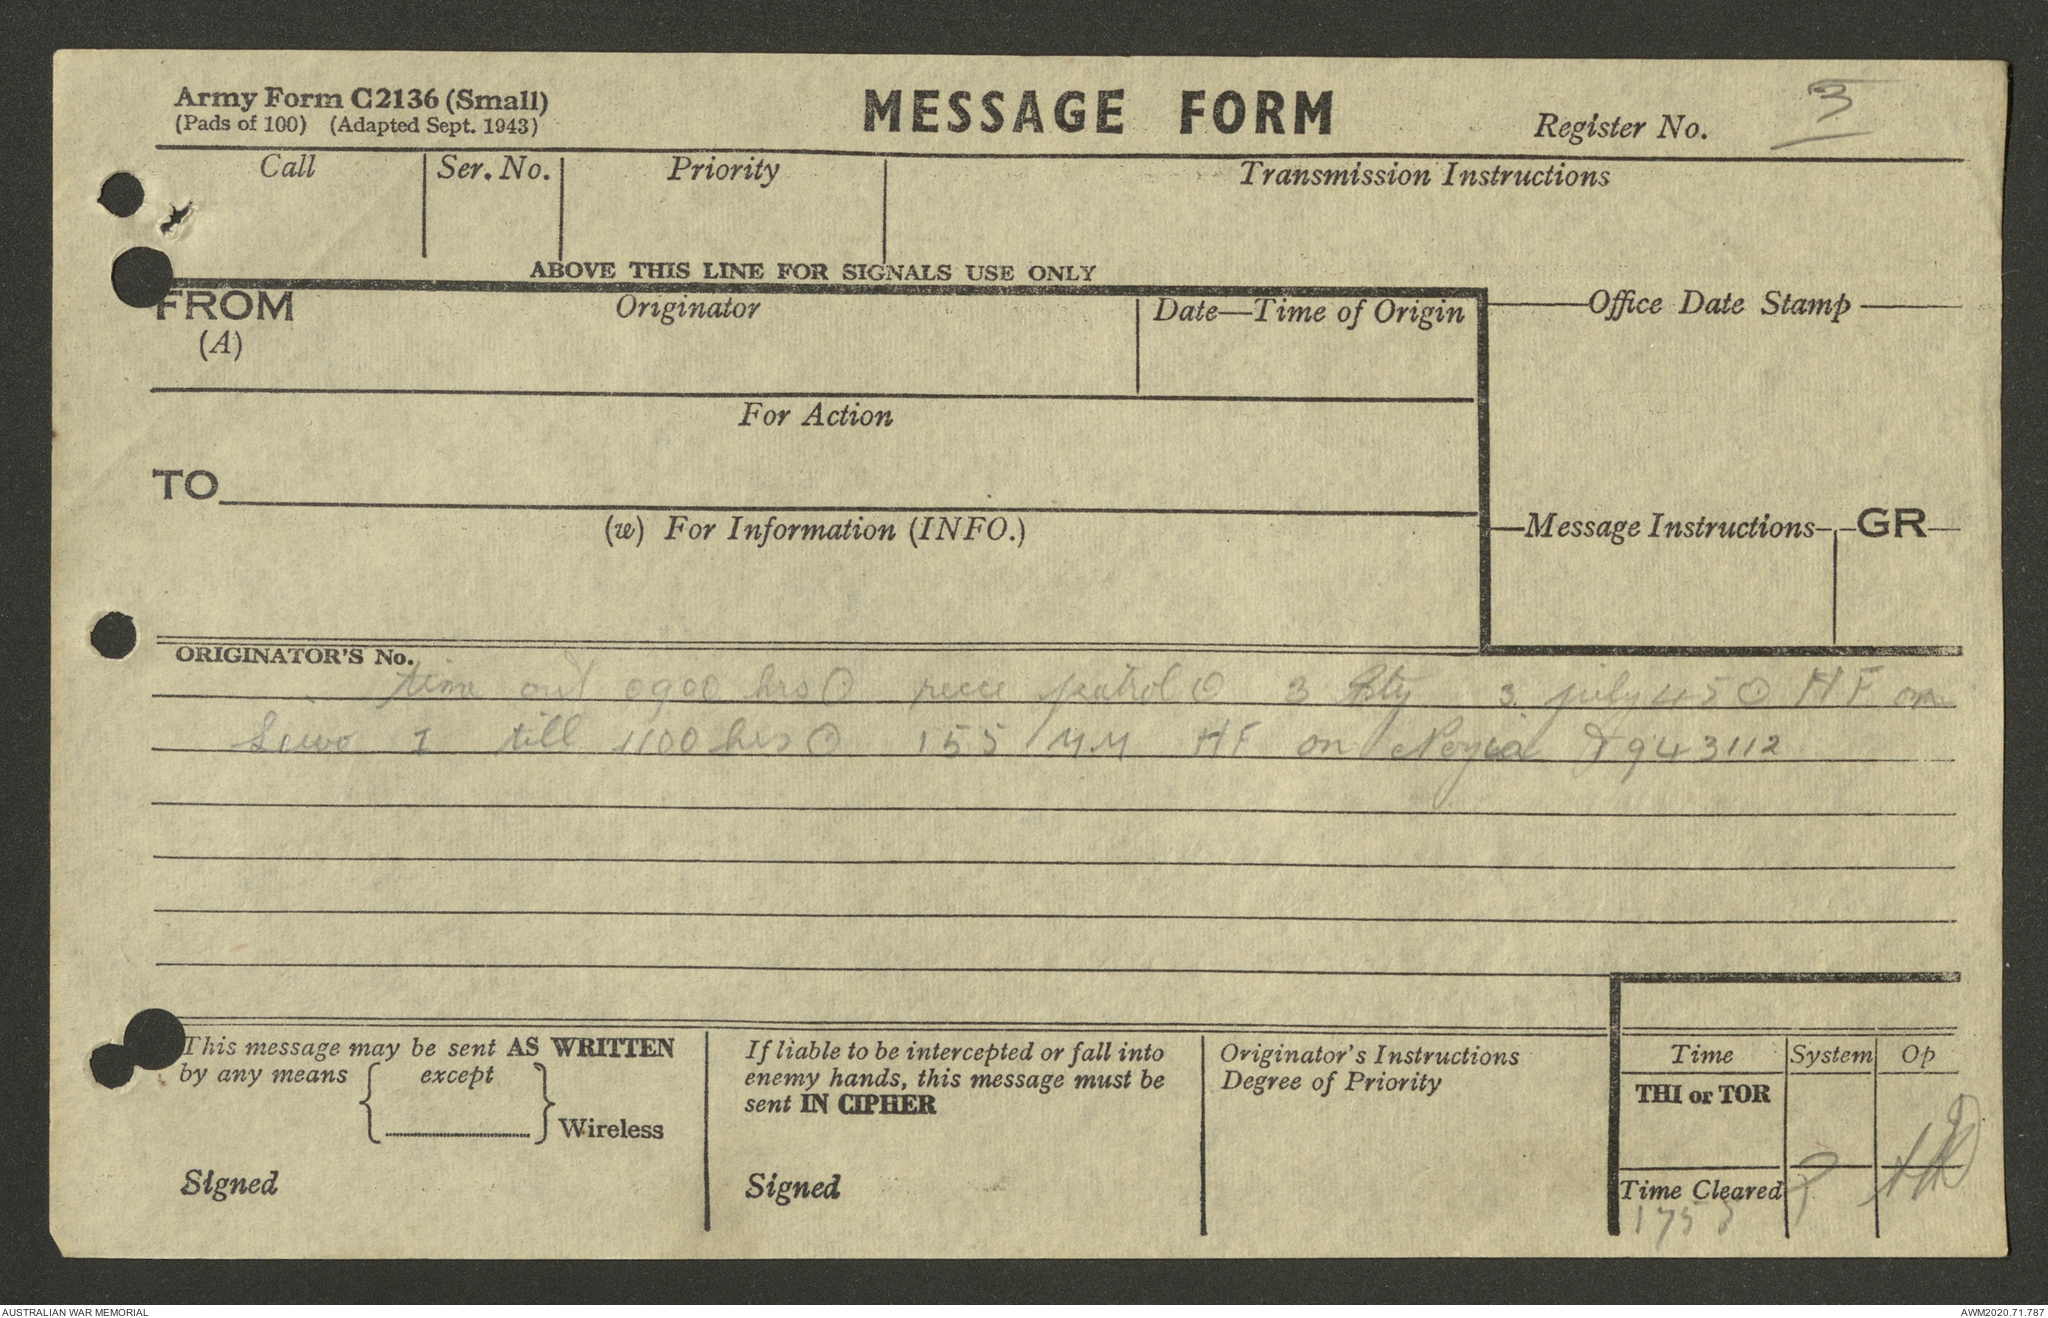 Army Form C2136 (Small)
(Pads of 100) (Adapted Sept. 1943)
MESSAGE FORM
Register No. 3
Call Ser. No. Priority Transmission Instructions
ABOVE THIS LINE FOR SIGNALS USE ONLY
FROM Originator Date—Time of Origin Office Date Stamp
(A)
For Action
TO
(w) For Information (INFO.)
Message Instructions GR
ORIGINATOR'S No.
time out 0900 hrs ⊙ recce patrol ⊙ 3 Bty 3 july 45 ⊙ HF on
I till 1100 hrs ⊙ 155 MM HF on 943112
This message may be sent AS WRITTEN
by any means except
Wireless
Signed
If liable to be intercepted or fall into
enemy hands, this message must be
sent IN CIPHER
Signed
Originator's Instructions
Degree of Priority
Time System Op
THI or TOR
Time Cleared
AUSTRALIAN WAR MEMORIAL
AWM2020.71.787